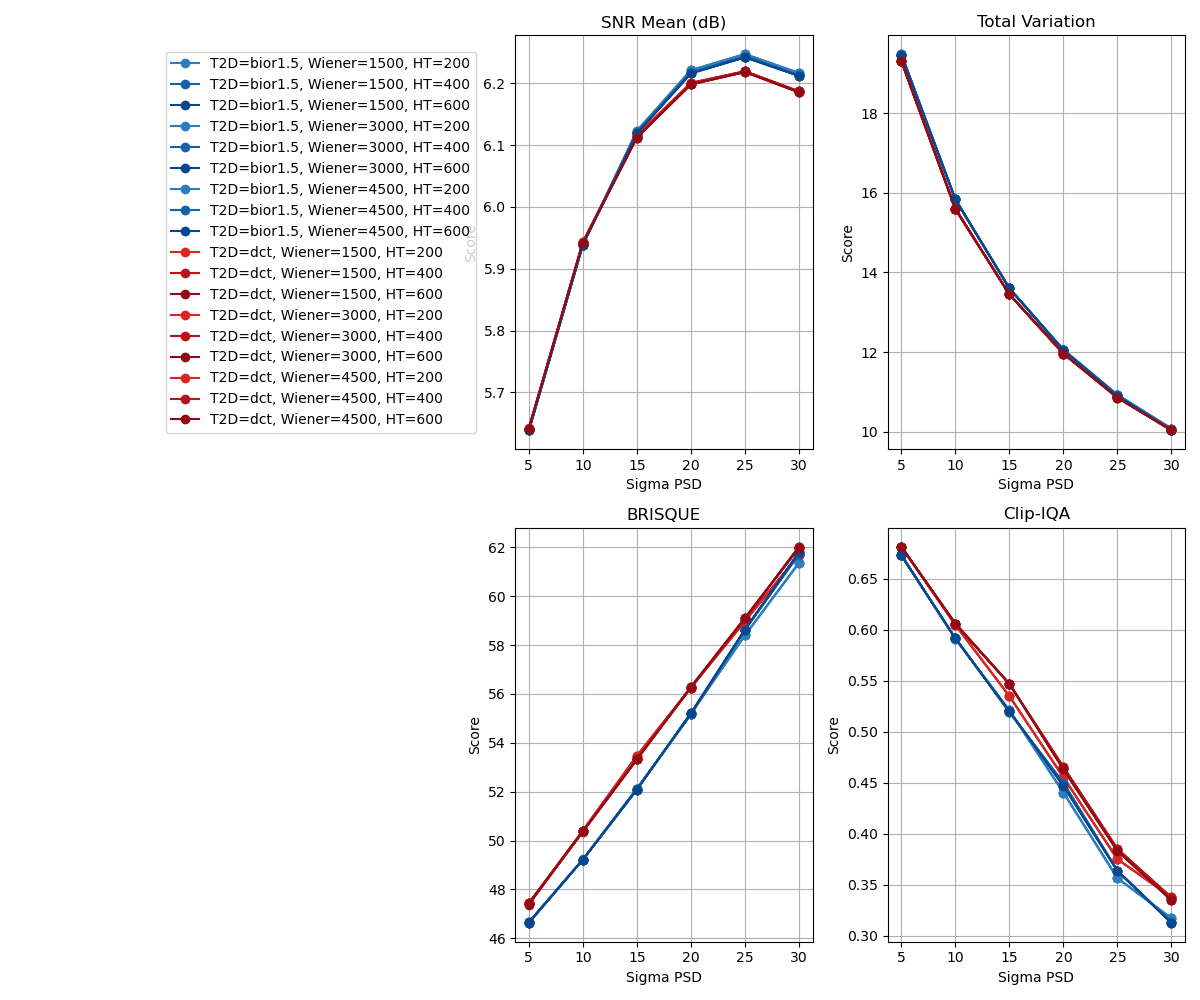 SNR Mean (dB)
Total Variation
T2D=bior1.5, Wiener=1500, HT=200
T2D=bior1.5, Wiener=1500, HT=400
T2D=bior1.5, Wiener=1500, HT=600
T2D=bior1.5, Wiener=3000, HT=200
T2D=bior1.5, Wiener=3000, HT=400
T2D=bior1.5, Wiener=3000, HT=600
T2D=bior1.5, Wiener=4500, HT=200
T2D=bior1.5, Wiener=4500, HT=400
T2D=bior1.5, Wiener=4500, HT=600
T2D=dct, Wiener=1500, HT=200
T2D=dct, Wiener=1500, HT=400
T2D=dct, Wiener=1500, HT=600
T2D=dct, Wiener=3000, HT=200
T2D=dct, Wiener=3000, HT=400
T2D=dct, Wiener=3000, HT=600
T2D=dct, Wiener=4500, HT=200
T2D=dct, Wiener=4500, HT=400
T2D=dct, Wiener=4500, HT=600
Score
6.2
6.1
6.0
5.9
5.8
5.7
5 10 15 20 25 30
Sigma PSD
Score
18
16
14
12
10
5 10 15 20 25 30
Sigma PSD
BRISQUE
Score
62
60
58
56
54
52
50
48
46
5 10 15 20 25 30
Sigma PSD
Clip-IQA
Score
0.65
0.60
0.55
0.50
0.45
0.40
0.35
0.30
5 10 15 20 25 30
Sigma PSD